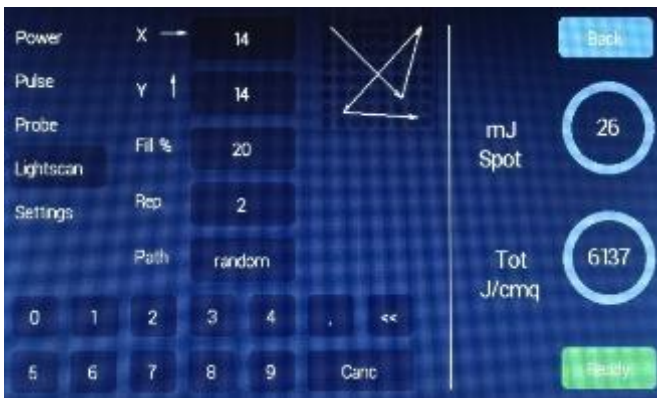 Power
X
14
Back
Pulse
Y
14
Probe
Fill %
20
mJ
Spot
26
Lightscan
Settings
Rep
2
Path
random
Tot
J/cmq
6137
0 1 2 3 4 . <<
5 6 7 8 9 Canc
Ready